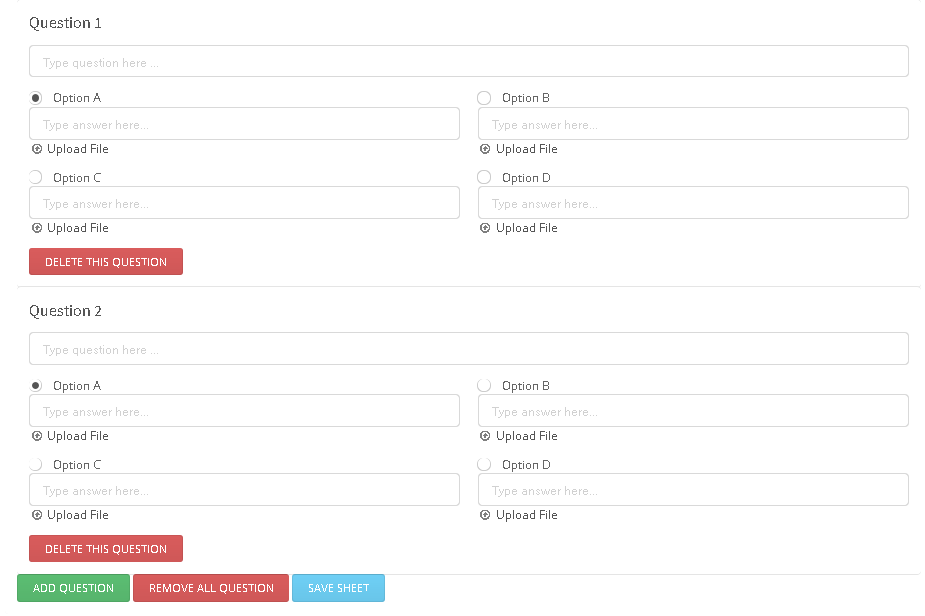 Question 1
Type question here ...
Option A Option B
Type answer here... Type answer here...
Upload File Upload File
Option C Option D
Type answer here... Type answer here...
Upload File Upload File
DELETE THIS QUESTION
Question 2
Type question here ...
Option A Option B
Type answer here... Type answer here...
Upload File Upload File
Option C Option D
Type answer here... Type answer here...
Upload File Upload File
DELETE THIS QUESTION
ADD QUESTION REMOVE ALL QUESTION SAVE SHEET